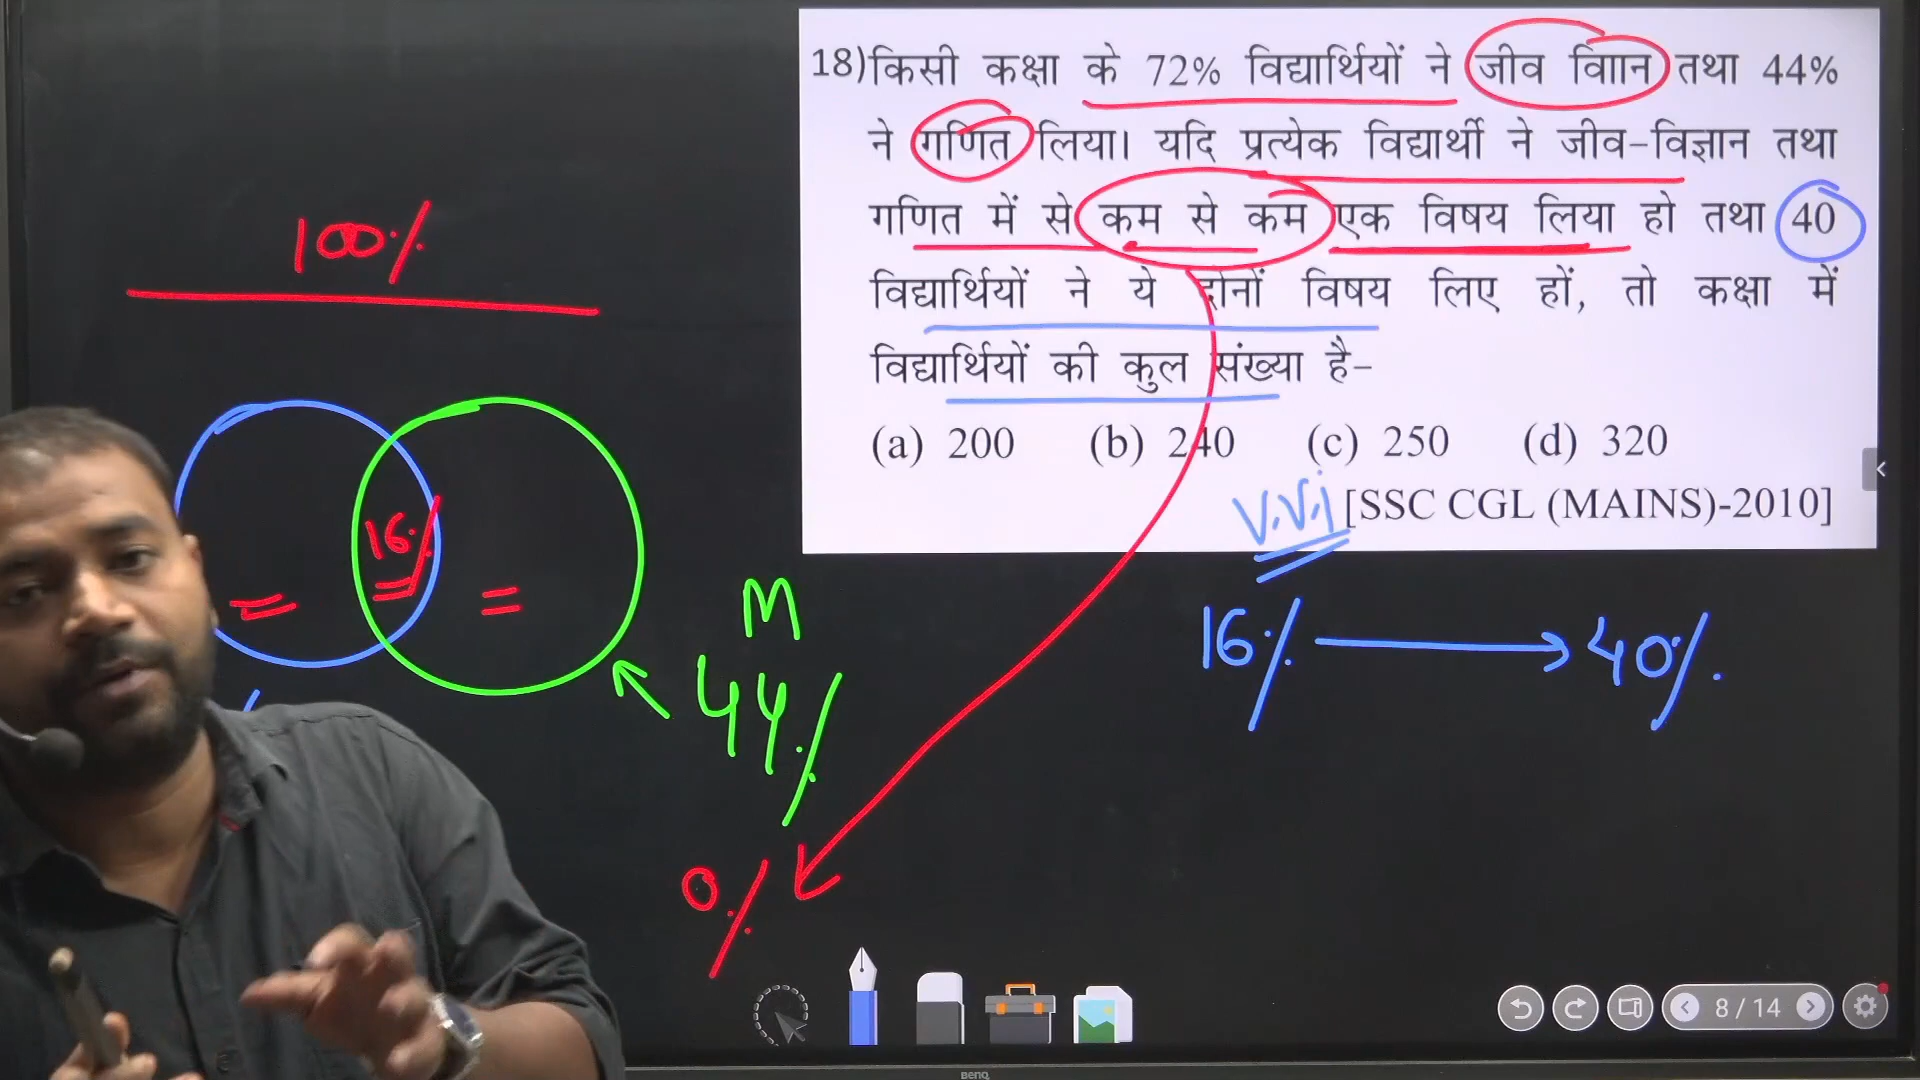 18) किसी कक्षा के 72% विद्यार्थियों ने जीव विाान तथा 44%
ने गणित लिया। यदि प्रत्येक विद्यार्थी ने जीव-विज्ञान तथा
गणित में से कम से कम एक विषय लिया हो तथा 40
विद्यार्थियों ने ये दोनों विषय लिए हों, तो कक्षा में
विद्यार्थियों की कुल संख्या है-
(a) 200 (b) 240 (c) 250 (d) 320
V.V.i [SSC CGL (MAINS)-2010]
100%
16%
M
44%
0%
16% → 40%.
8 / 14
BenQ